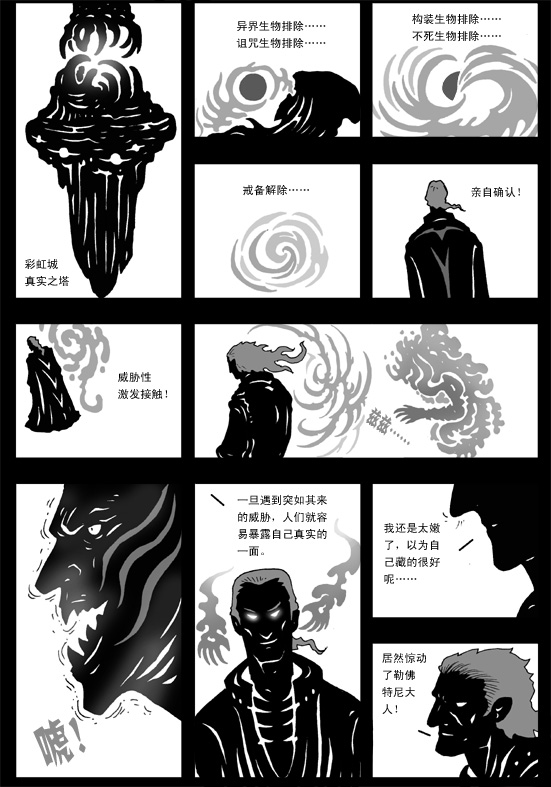 彩虹城
真实之塔
异界生物排除……
诅咒生物排除……
构装生物排除……
不死生物排除……
戒备解除……
亲自确认！
威胁性
激发接触！
兹兹……
唬！
一旦遇到突如其来
的威胁，人们就容
易暴露自己真实的
一面。
我还是太嫩
了，以为自
己藏的很好
呢……
居然惊动
了勒佛
特尼大
人！